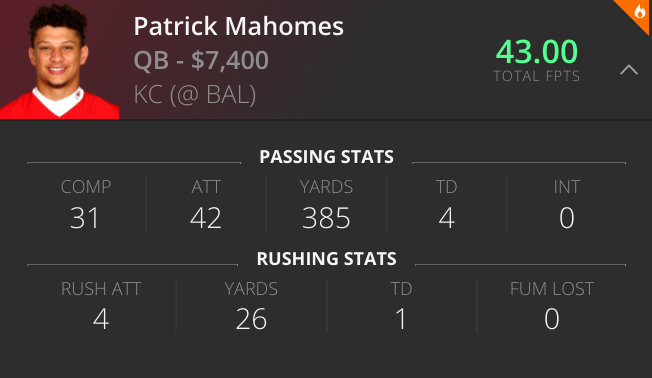 Patrick Mahomes
QB - $7,400
KC (@ BAL)
43.00
TOTAL FPTS
PASSING STATS
COMP ATT YARDS TD INT
31 42 385 4 0
RUSHING STATS
RUSH ATT YARDS TD FUM LOST
4 26 1 0